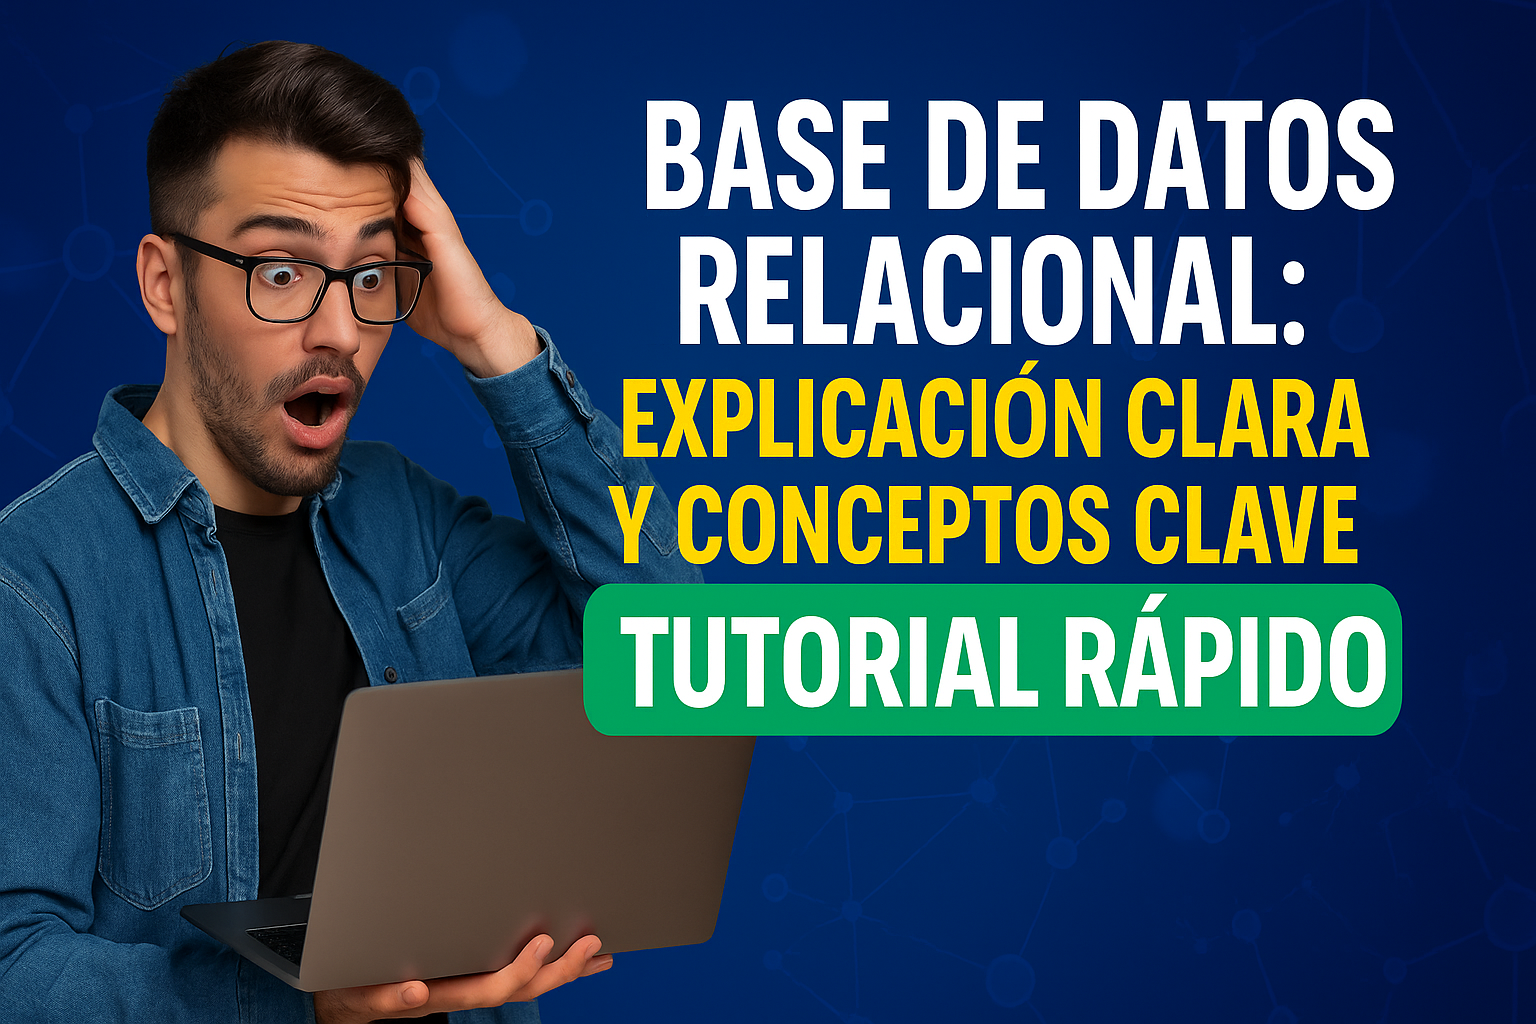 BASE DE DATOS
RELACIONAL:
EXPLICACIÓN CLARA
Y CONCEPTOS CLAVE
TUTORIAL RÁPIDO